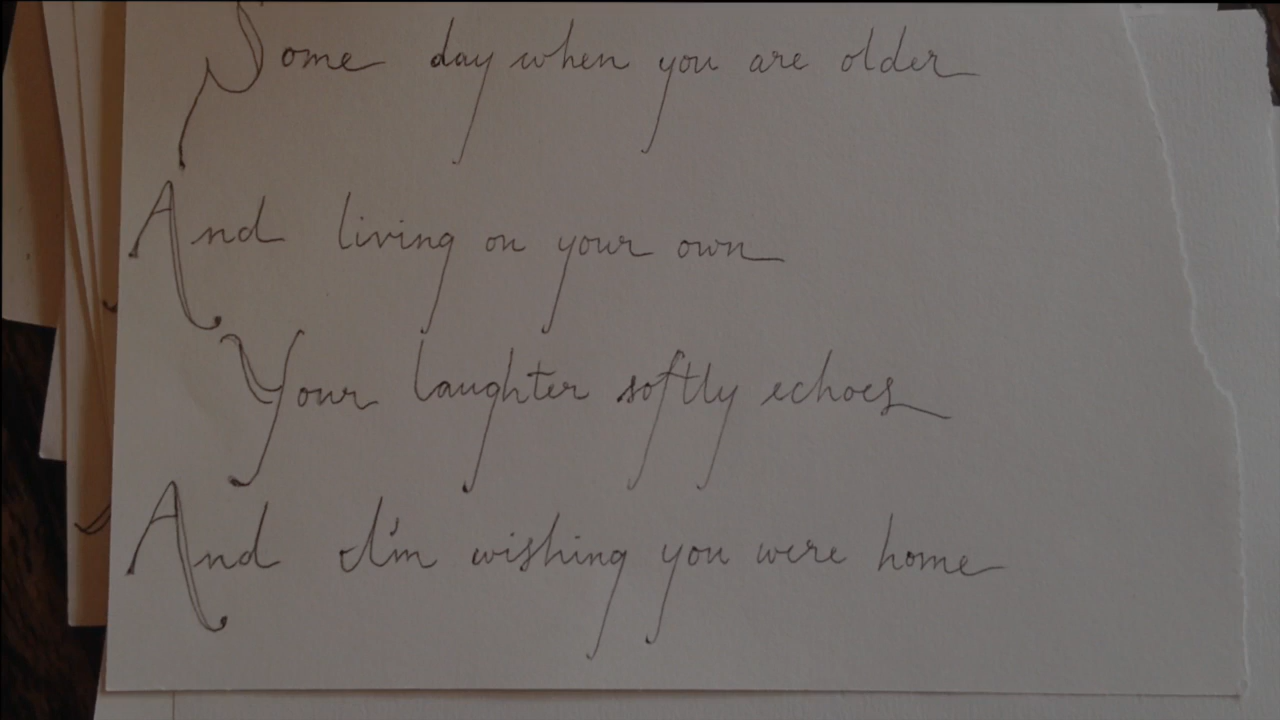 Some day when you are older
And living on your own
Your laughter softly echoes
And I'm wishing you were home